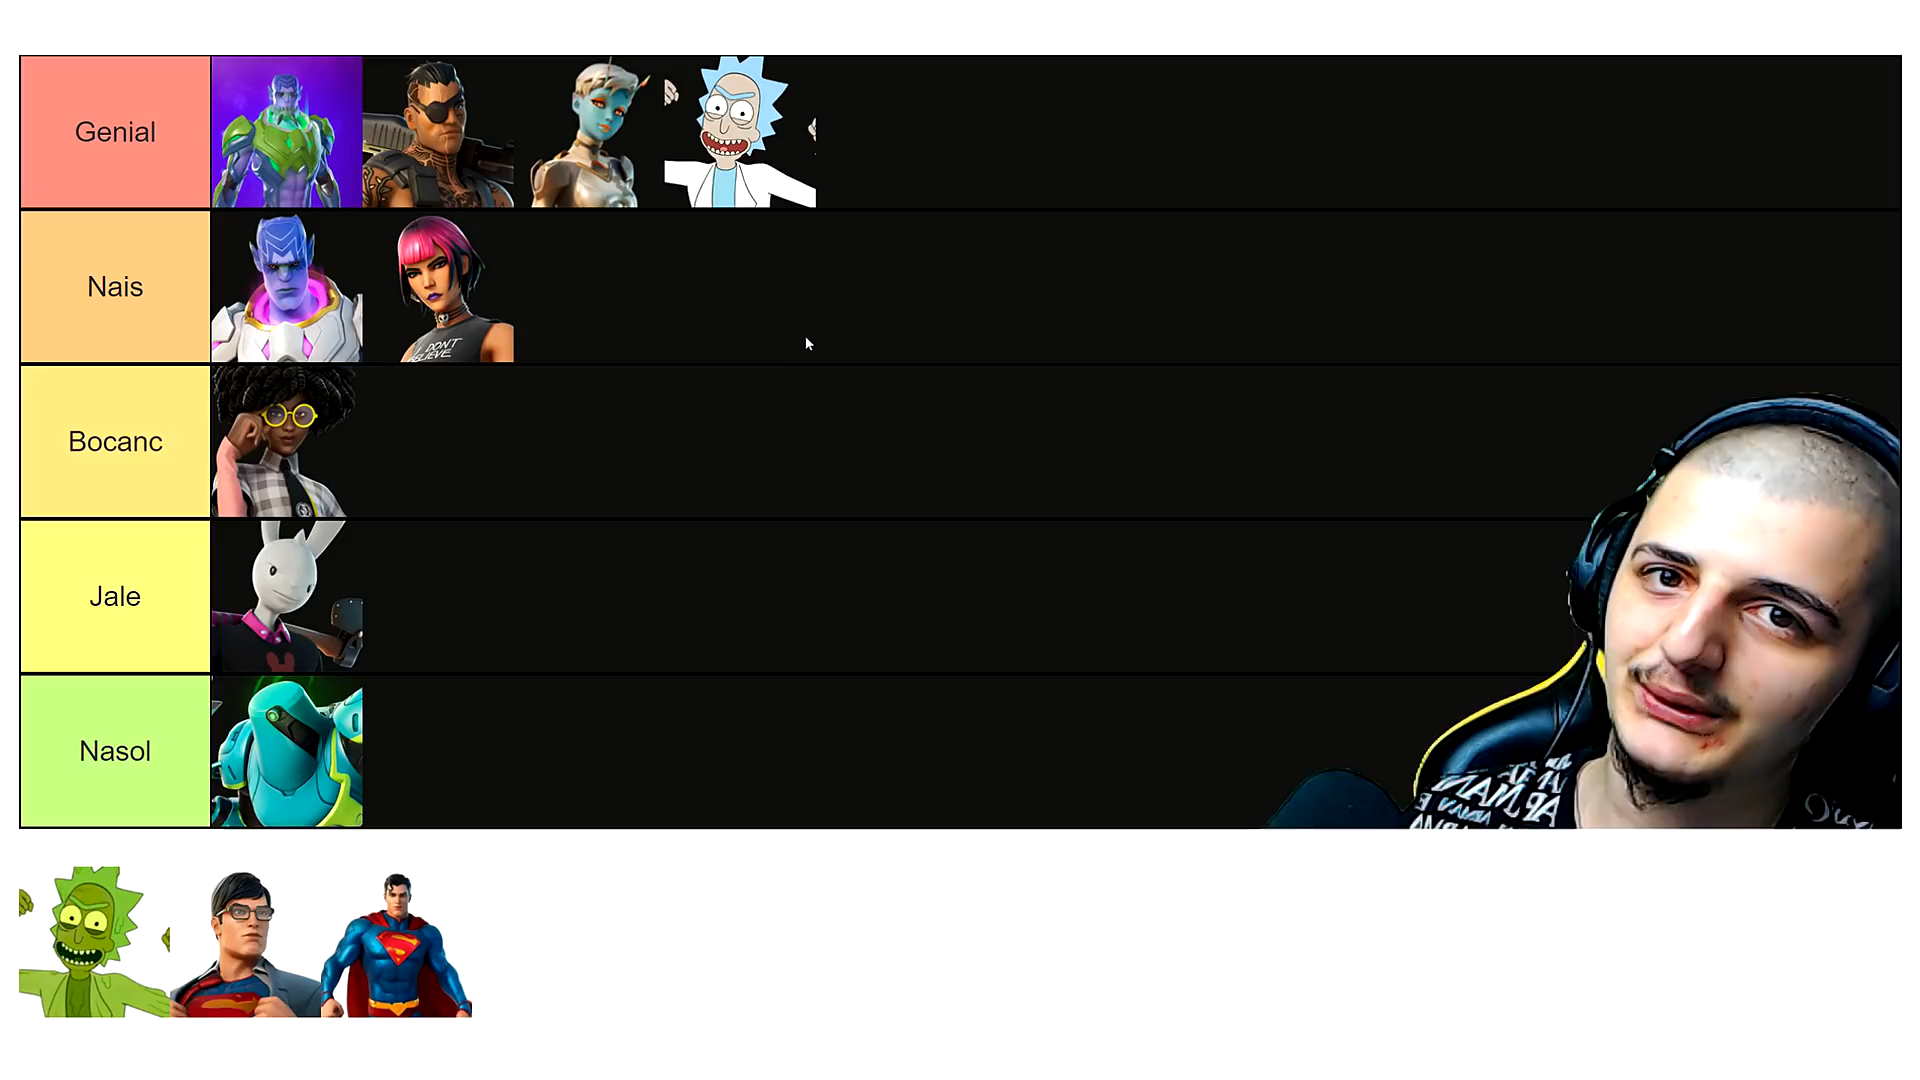 Genial
Nais
I DON'T
BELIEVE
Bocanc
Jale
Nasol